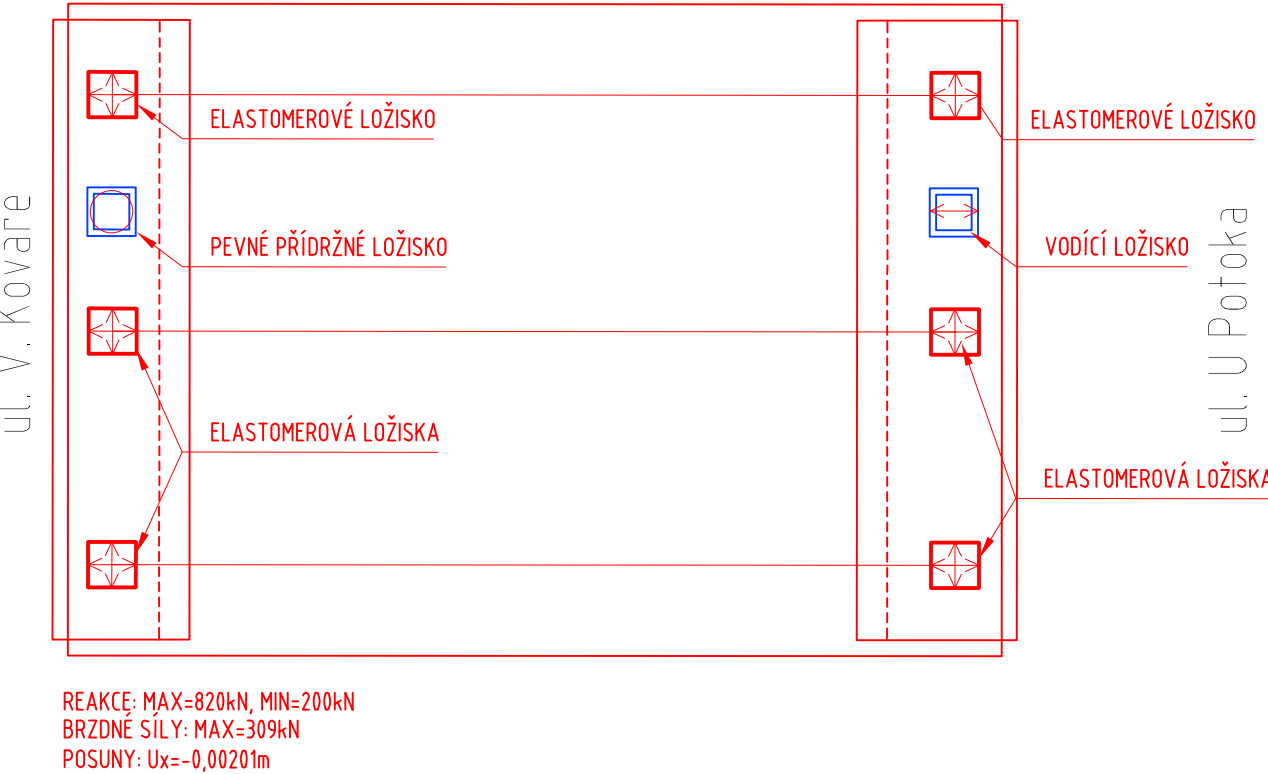 ELASTOMEROVÉ LOŽISKO
ELASTOMEROVÉ LOŽISKO
ul. V. Kovare
PEVNÉ PŘÍDRŽNÉ LOŽISKO
VODÍCÍ LOŽISKO
ul. U Potoka
ELASTOMEROVÁ LOŽISKA
ELASTOMEROVÁ LOŽISKA
REAKCE: MAX=820kN, MIN=200kN
BRZDNÉ SÍLY: MAX=309kN
POSUNY: Ux=-0,00201m